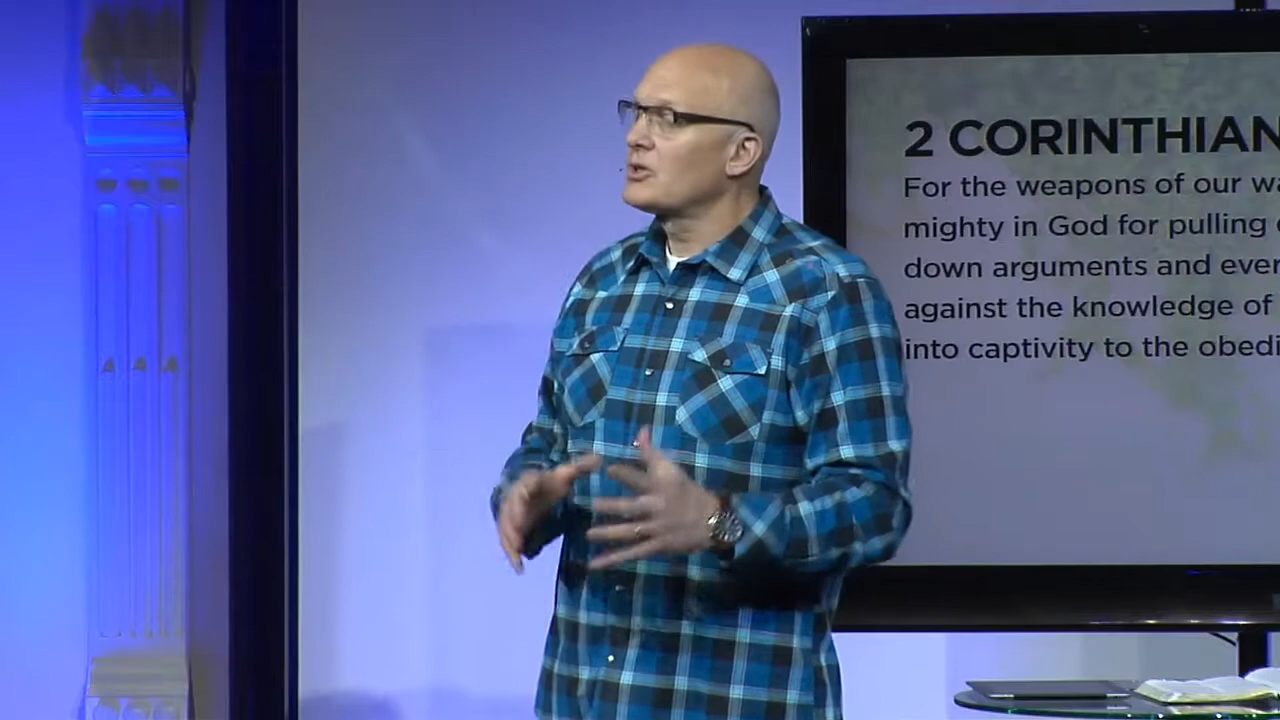 2 CORINTHIAN
For the weapons of our wa
mighty in God for pulling
down arguments and ever
against the knowledge of
into captivity to the obedi